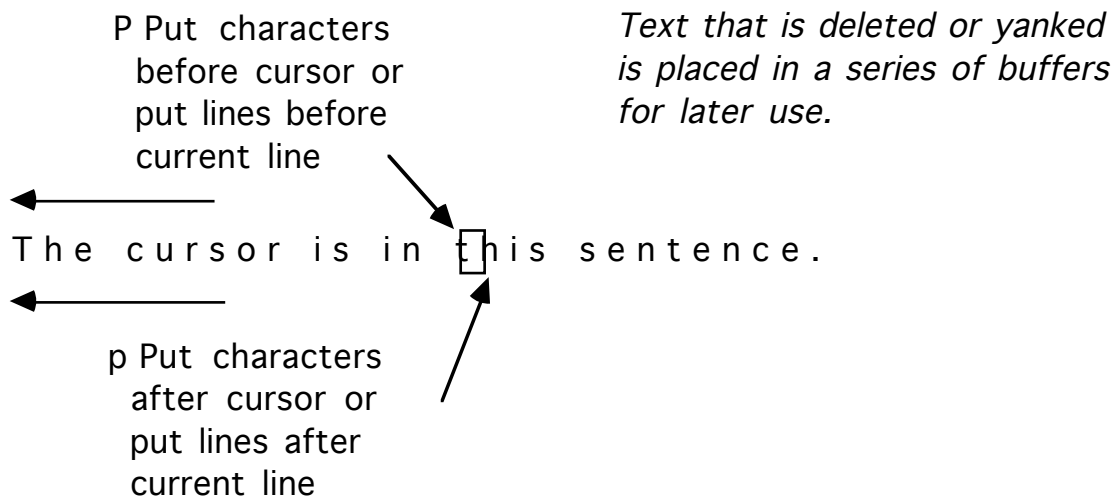 P Put characters
before cursor or
put lines before
current line
Text that is deleted or yanked
is placed in a series of buffers
for later use.
The cursor is in this sentence.
p Put characters
after cursor or
put lines after
current line